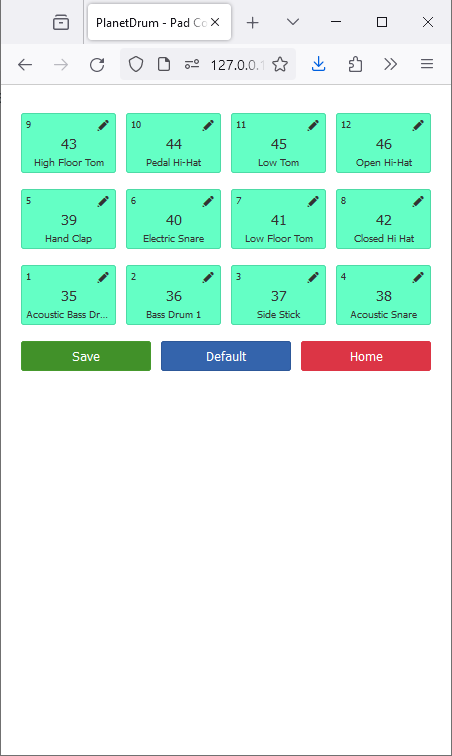 PlanetDrum - Pad Co
127.0.0.1
9
43
High Floor Tom
10
44
Pedal Hi-Hat
11
45
Low Tom
12
46
Open Hi-Hat
5
39
Hand Clap
6
40
Electric Snare
7
41
Low Floor Tom
8
42
Closed Hi Hat
1
35
Acoustic Bass Dr...
2
36
Bass Drum 1
3
37
Side Stick
4
38
Acoustic Snare
Save
Default
Home